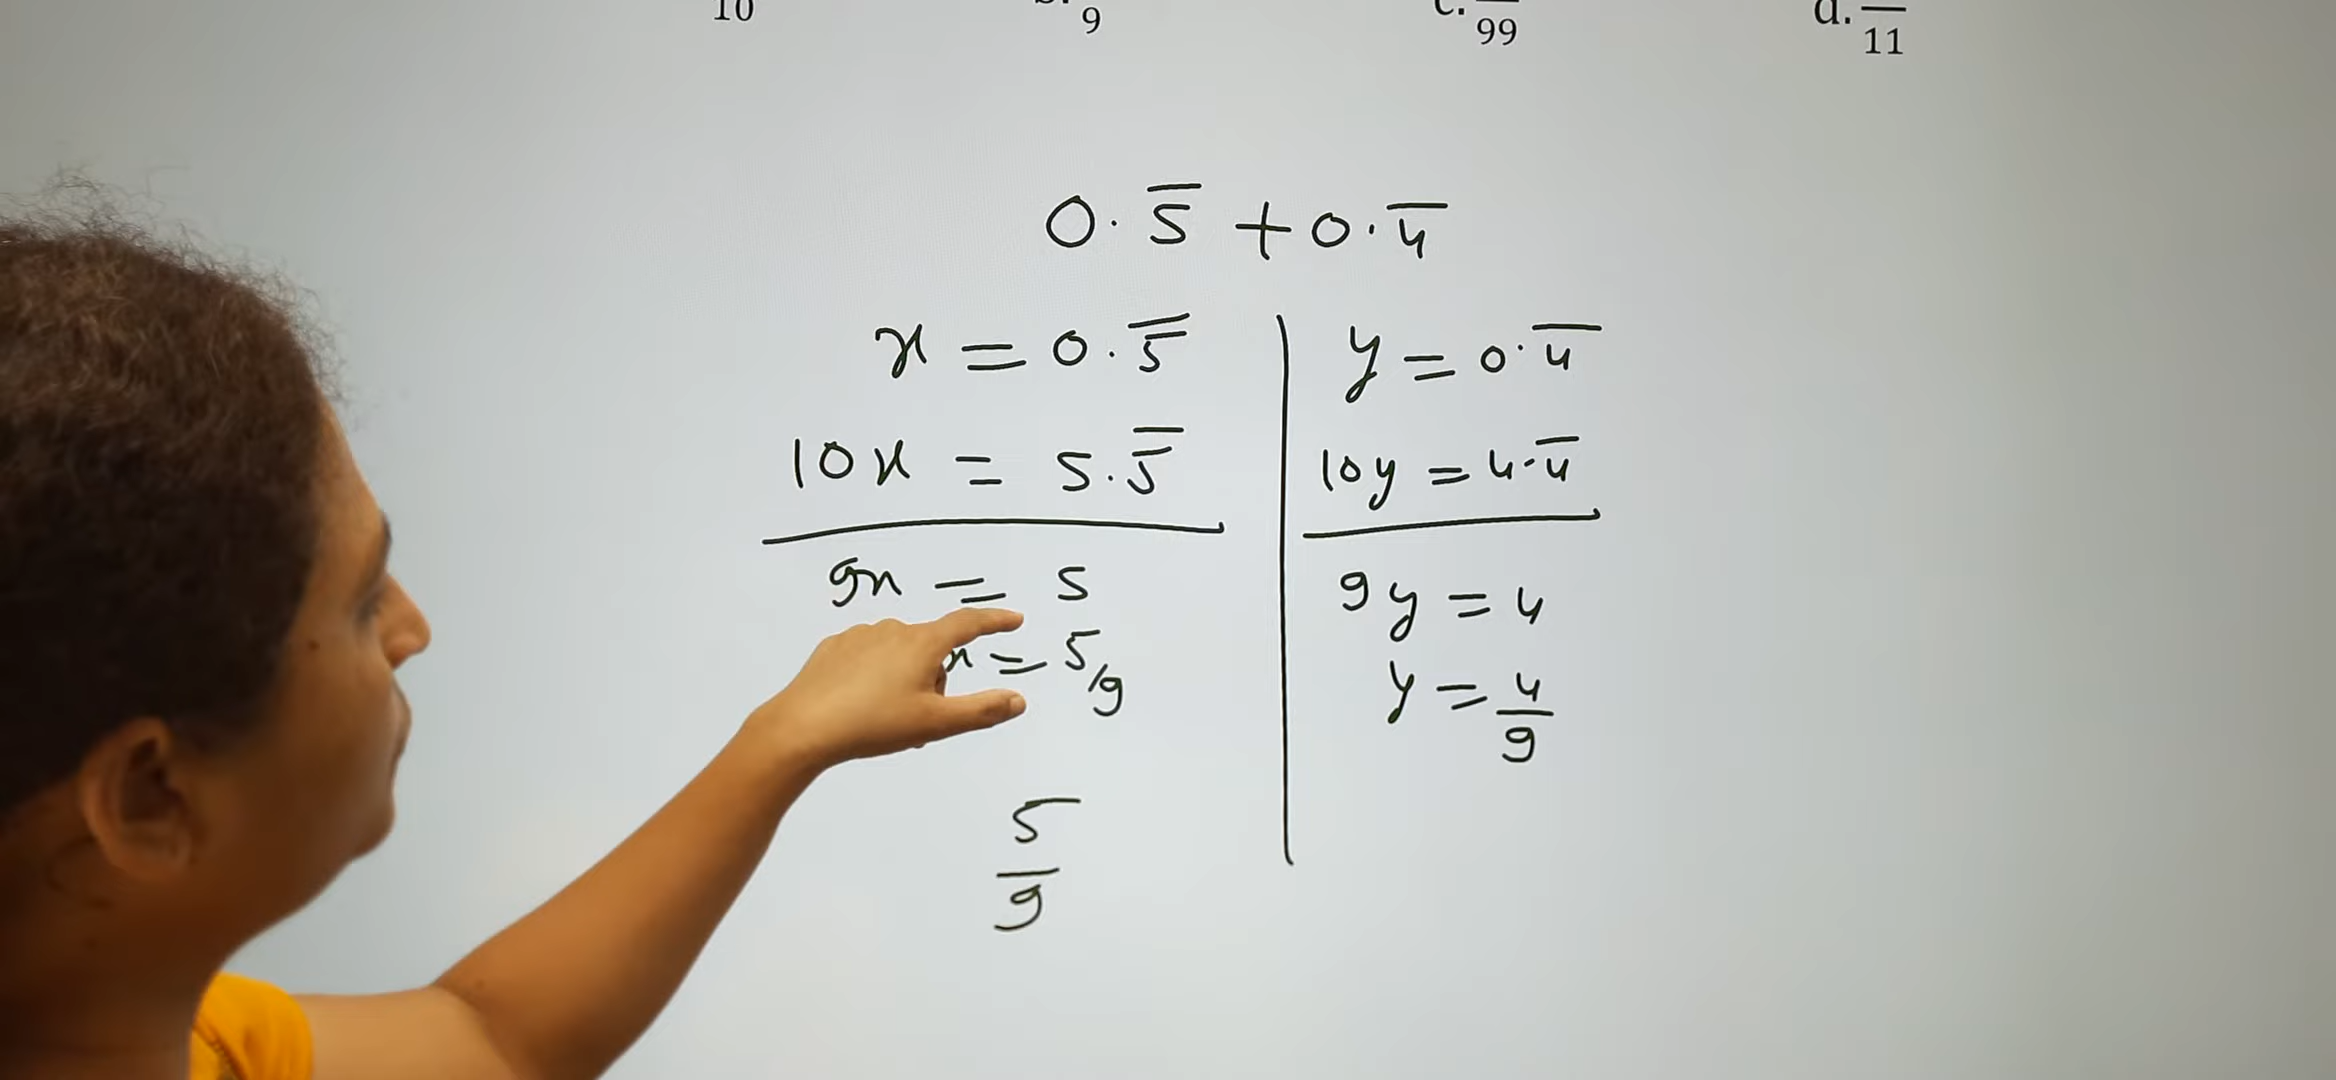 10 b. 9 c. 99 d. 11
0.5̅ + 0.4̅
x = 0.5̅
10x = 5.5̅
9x = 5
x = 5/9
5/9
y = 0.4̅
10y = 4.4̅
9y = 4
y = 4/9